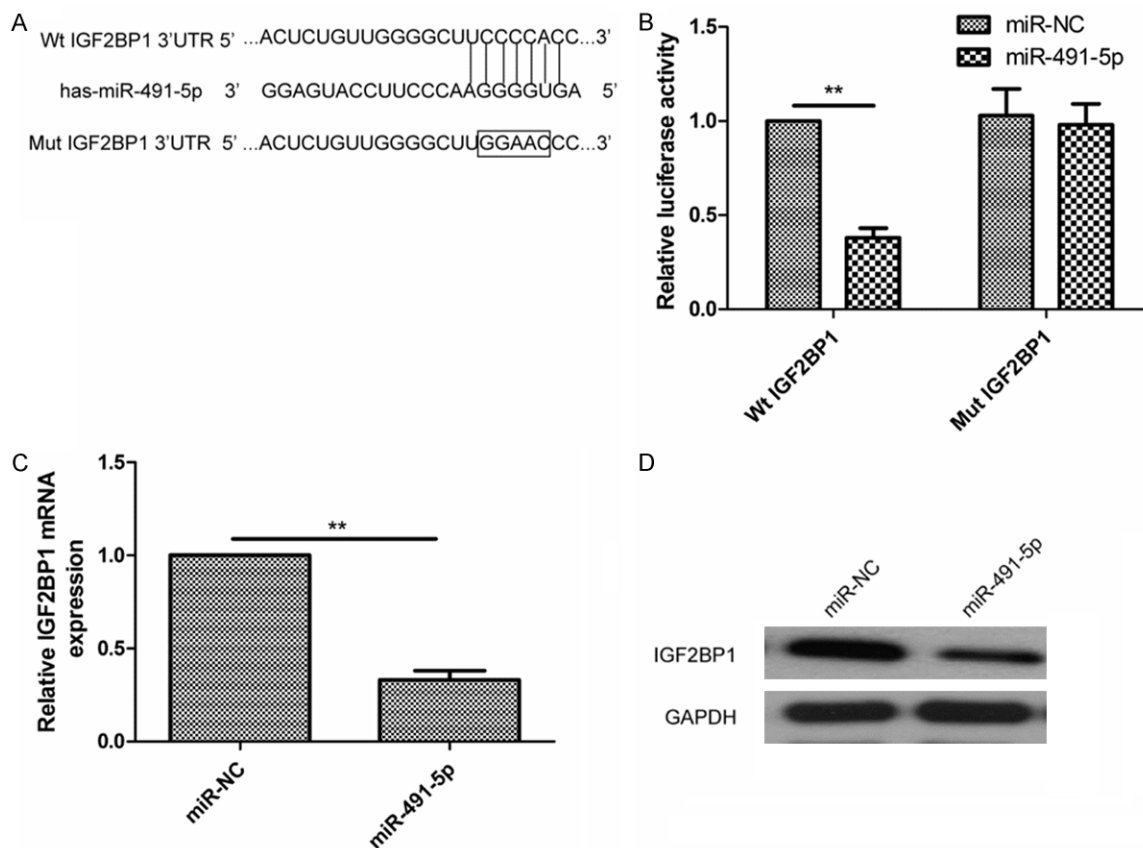 A
Wt IGF2BP1 3'UTR 5' ...ACUCUGUUGGGGCUUCCCCACC...3'
has-miR-491-5p 3' GGAGUACCUUCCCAAGGGGUGA 5'
Mut IGF2BP1 3'UTR 5' ...ACUCUGUUGGGGCUUGGAACCC...3'
B
miR-NC
miR-491-5p
Relative luciferase activity
1.5
1.0
0.5
0.0
**
Wt IGF2BP1
Mut IGF2BP1
C
Relative IGF2BP1 mRNA
expression
1.5
1.0
0.5
0.0
**
miR-NC
miR-491-5p
D
miR-NC
miR-491-5p
IGF2BP1
GAPDH